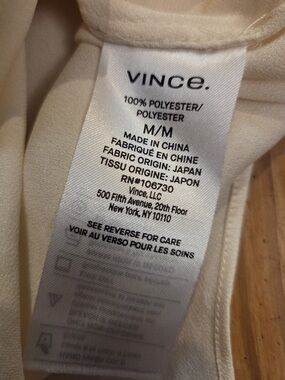 VINCE.
100% POLYESTER/
POLYESTER
M/M
MADE IN CHINA
FABRIQUÉ EN CHINE
FABRIC ORIGIN: JAPAN
TISSU ORIGINE: JAPON
RN#106730
Vince, LLC
500 Fifth Avenue, 20th Floor
New York, NY 10110
SEE REVERSE FOR CARE
VOIR AU VERSO POUR LES SOINS